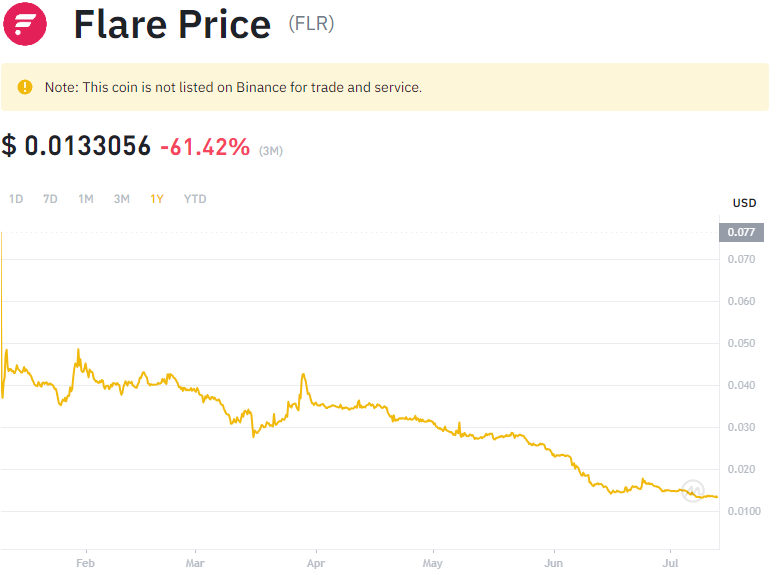 Flare Price (FLR)
Note: This coin is not listed on Binance for trade and service.
$ 0.0133056 -61.42% (3M)
1D 7D 1M 3M 1Y YTD
USD
0.077
0.070
0.060
0.050
0.040
0.030
0.020
0.0100
Feb Mar Apr May Jun Jul